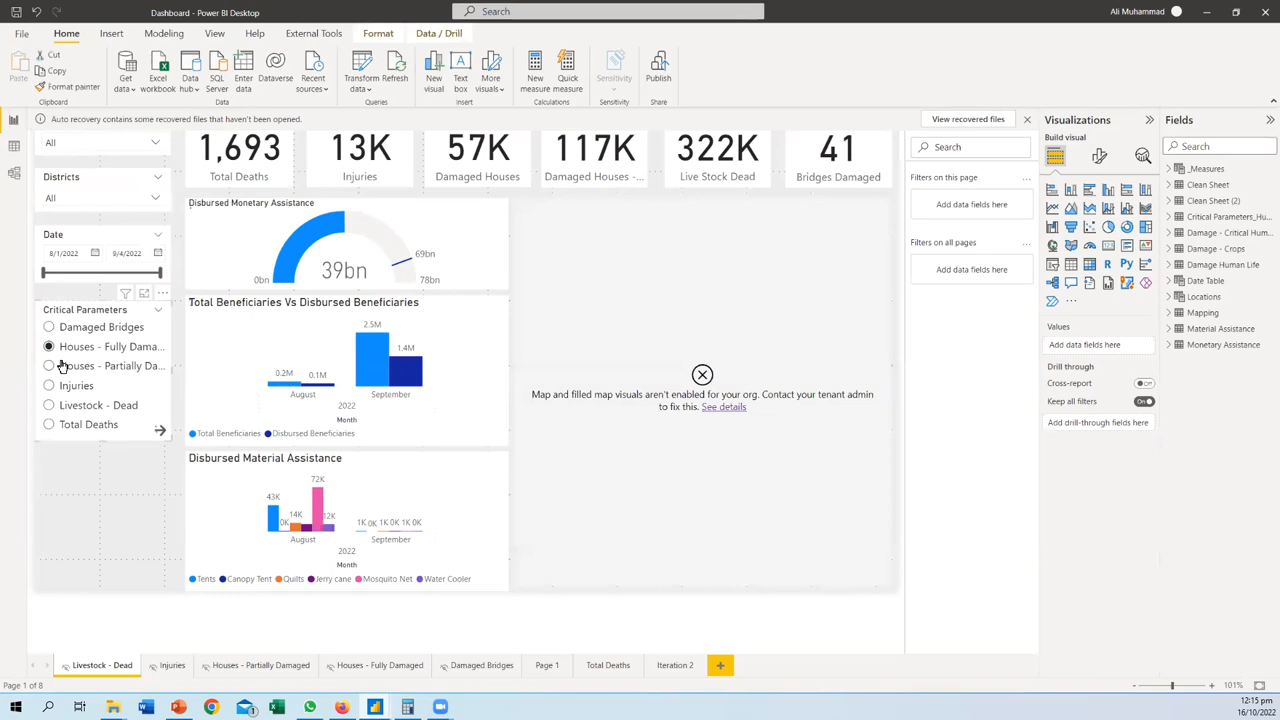 Dashboard - Power BI Desktop
Search
Ali Muhammad
File
Home
Insert
Modeling
View
Help
External Tools
Format
Data / Drill
Paste
Cut
Copy
Format painter
Clipboard
Get data
Excel workbook
Data hub
SQL Server
Enter data
Dataverse
Recent sources
Data
Transform data
Refresh
Queries
New visual
Text box
More visuals
Insert
New measure
Quick measure
Calculations
Sensitivity
Sensitivity
Publish
Share
Auto recovery contains some recovered files that haven't been opened.
View recovered files
All
Districts
All
Date
8/1/2022
9/4/2022
Critical Parameters
Damaged Bridges
Houses - Fully Dama...
Houses - Partially Da...
Injuries
Livestock - Dead
Total Deaths
1,693
Total Deaths
13K
Injuries
57K
Damaged Houses
117K
Damaged Houses -...
322K
Live Stock Dead
41
Bridges Damaged
Disbursed Monetary Assistance
39bn
0bn
69bn
78bn
Total Beneficiaries Vs Disbursed Beneficiaries
0.2M
0.1M
2.5M
1.4M
August
September
2022
Month
Total Beneficiaries
Disbursed Beneficiaries
Disbursed Material Assistance
43K
0K
14K
72K
12K
1K 0K 1K 0K 1K 0K
August
September
2022
Month
Tents
Canopy Tent
Quilts
Jerry cane
Mosquito Net
Water Cooler
Map and filled map visuals aren't enabled for your org. Contact your tenant admin
to fix this. See details
Search
Filters on this page
...
Add data fields here
Filters on all pages
...
Add data fields here
Visualizations
Build visual
R
Py
123
...
Values
Add data fields here
Drill through
Cross-report
Off
Keep all filters
On
Add drill-through fields here
Fields
Search
_Measures
Clean Sheet
Clean Sheet (2)
Critical Parameters_Hu...
Damage - Critical Hum...
Damage - Crops
Damage Human Life
Date Table
Locations
Mapping
Material Assistance
Monetary Assistance
Livestock - Dead
Injuries
Houses - Partially Damaged
Houses - Fully Damaged
Damaged Bridges
Page 1
Total Deaths
Iteration 2
Page 1 of 8
101%
12:15 pm
16/10/2022